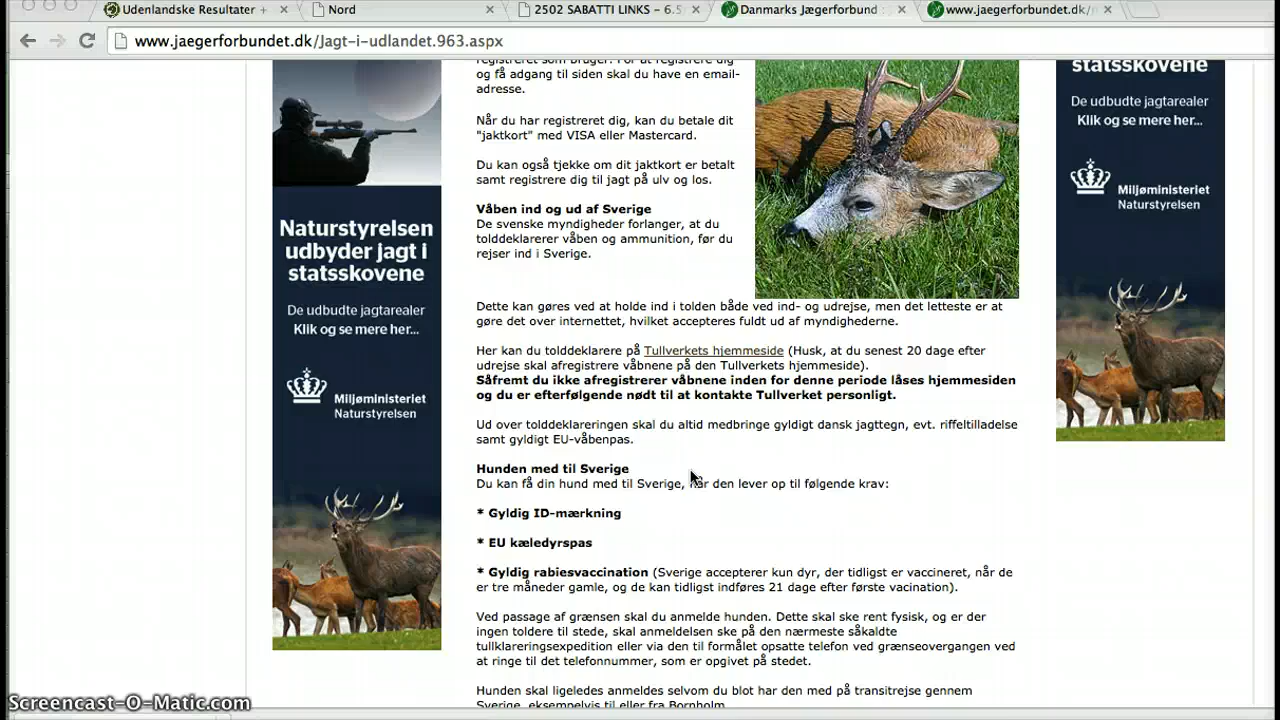 Udenlandske Resultater +
Nord
2502 SABATTI LINKS – 6.5
Danmarks Jægerforbund :
www.jaegerforbundet.dk/r
www.jaegerforbundet.dk/Jagt-i-udlandet.963.aspx
Naturstyrelsen
udbyder jagt i
statsskovene
De udbudte jagtarealer
Klik og se mere her...
Miljøministeriet
Naturstyrelsen
registreret som bruger. For at registrere dig
og få adgang til siden skal du have en email-
adresse.
Når du har registreret dig, kan du betale dit
"jaktkort" med VISA eller Mastercard.
Du kan også tjekke om dit jaktkort er betalt
samt registrere dig til jagt på ulv og los.
Våben ind og ud af Sverige
De svenske myndigheder forlanger, at du
tolddeklarerer våben og ammunition, før du
rejser ind i Sverige.
Dette kan gøres ved at holde ind i tolden både ved ind- og udrejse, men det letteste er at
gøre det over internettet, hvilket accepteres fuldt ud af myndighederne.
Her kan du tolddeklarere på Tullverkets hjemmeside (Husk, at du senest 20 dage efter
udrejse skal afregistrere våbnene på den Tullverkets hjemmeside).
Såfremt du ikke afregistrerer våbnene inden for denne periode låses hjemmesiden
og du er efterfølgende nødt til at kontakte Tullverket personligt.
Ud over tolddeklareringen skal du altid medbringe gyldigt dansk jagttegn, evt. riffeltilladelse
samt gyldigt EU-våbenpas.
Hunden med til Sverige
Du kan få din hund med til Sverige, når den lever op til følgende krav:
* Gyldig ID-mærkning
* EU kæledyrspas
* Gyldig rabiesvaccination (Sverige accepterer kun dyr, der tidligst er vaccineret, når de
er tre måneder gamle, og de kan tidligst indføres 21 dage efter første vacination).
Ved passage af grænsen skal du anmelde hunden. Dette skal ske rent fysisk, og er der
ingen toldere til stede, skal anmeldelsen ske på den nærmeste såkaldte
tullklareringsexpedition eller via den til formålet opsatte telefon ved grænseovergangen ved
at ringe til det telefonnummer, som er opgivet på stedet.
Hunden skal ligeledes anmeldes selvom du blot har den med på transitrejse gennem
Sverige, eksempelvis til eller fra Bornholm.
statsskovene
De udbudte jagtarealer
Klik og se mere her...
Miljøministeriet
Naturstyrelsen
Screencast-O-Matic.com